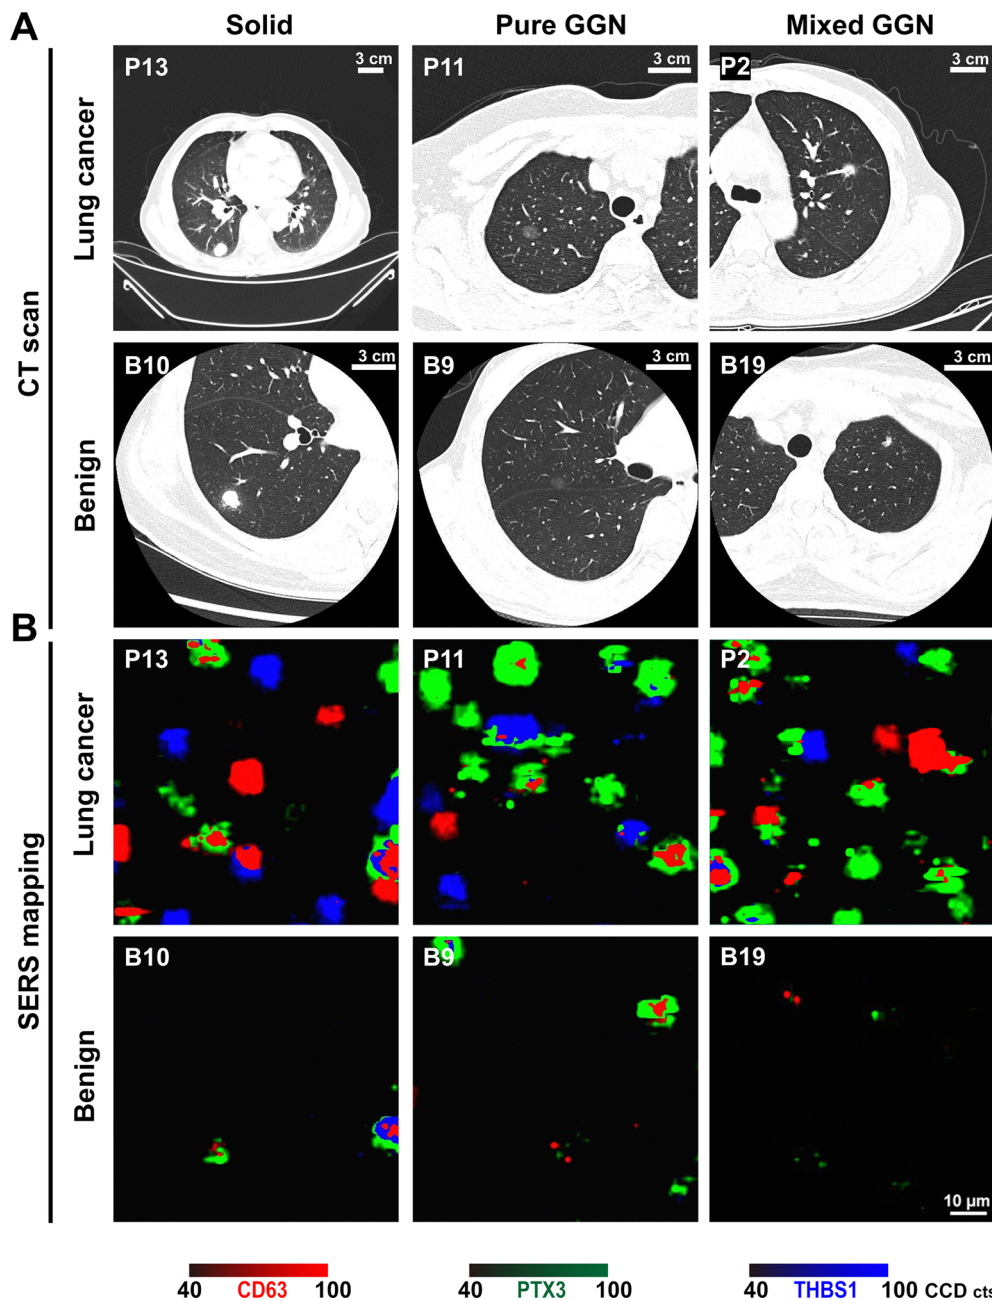 A
Solid
Pure GGN
Mixed GGN
CT scan
Lung cancer
P13
3 cm
P11
3 cm
P2
3 cm
Benign
B10
3 cm
B9
3 cm
B19
3 cm
B
SERS mapping
Lung cancer
P13
P11
P2
Benign
B10
B9
B19
10 µm
40 CD63 100
40 PTX3 100
40 THBS1 100 CCD cts